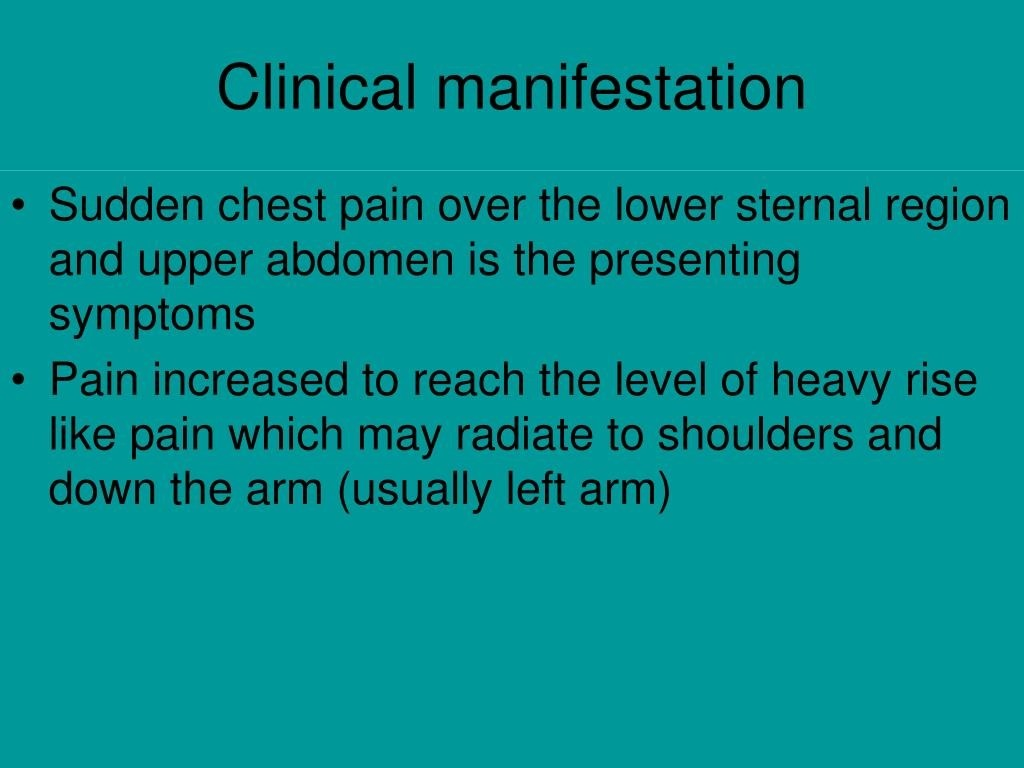 Clinical manifestation
• Sudden chest pain over the lower sternal region
and upper abdomen is the presenting
symptoms
• Pain increased to reach the level of heavy rise
like pain which may radiate to shoulders and
down the arm (usually left arm)